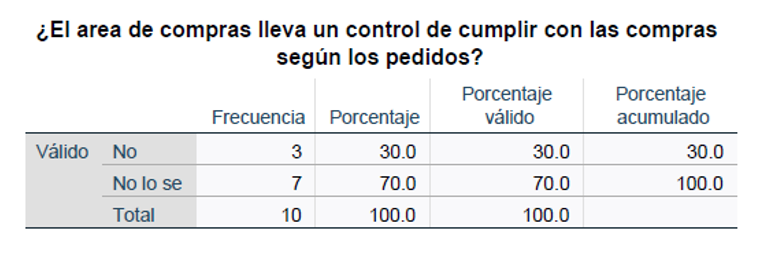 ¿El area de compras lleva un control de cumplir con las compras
según los pedidos?
Frecuencia Porcentaje Porcentaje válido Porcentaje acumulado
Válido No 3 30.0 30.0 30.0
No lo se 7 70.0 70.0 100.0
Total 10 100.0 100.0